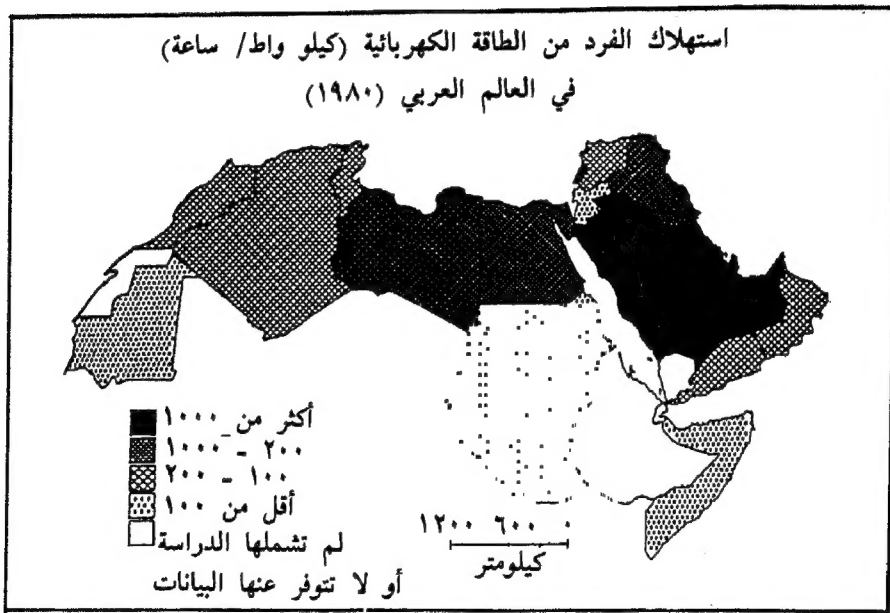 استهلاك الفرد من الطاقة الكهربائية (كيلو واط/ ساعة)
في العالم العربي (١٩٨٠)
أكثر من ١٠٠٠
٢٠٠ - ١٠٠٠
١٠٠ - ٢٠٠
أقل من ١٠٠
لم تشملها الدراسة
أو لا تتوفر عنها البيانات
١٢٠٠ ٦٠٠ ٠
كيلومتر